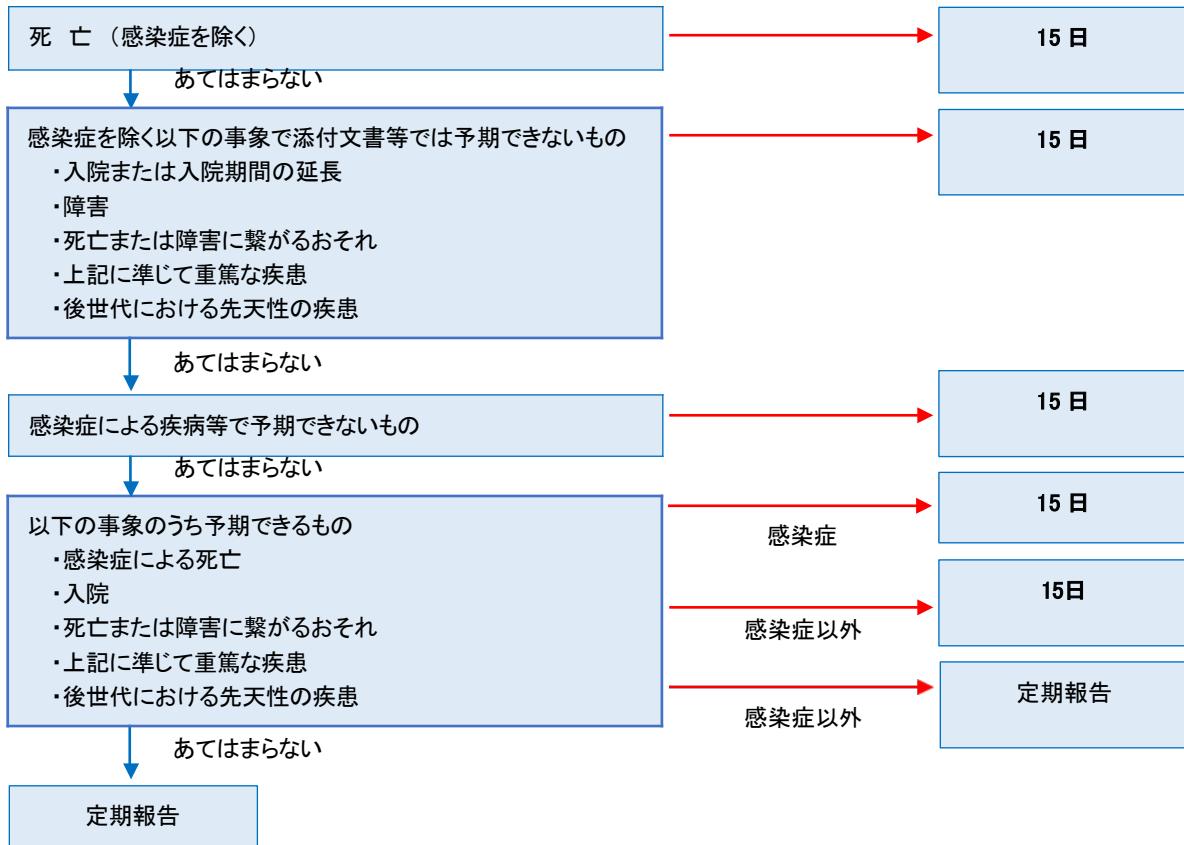 死　亡　（感染症を除く）
15 日
あてはまらない
感染症を除く以下の事象で添付文書等では予期できないもの
15 日
・入院または入院期間の延長
・障害
・死亡または障害に繋がるおそれ
・上記に準じて重篤な疾患
・後世代における先天性の疾患
あてはまらない
感染症による疾病等で予期できないもの
15 日
あてはまらない
以下の事象のうち予期できるもの
15 日
感染症
・感染症による死亡
・入院
15日
・死亡または障害に繋がるおそれ
感染症以外
・上記に準じて重篤な疾患
・後世代における先天性の疾患
定期報告
感染症以外
あてはまらない
定期報告